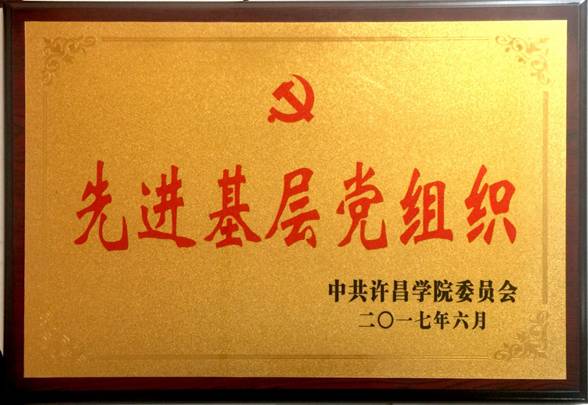 先进基层党组织
中共许昌学院委员会
二〇一七年六月